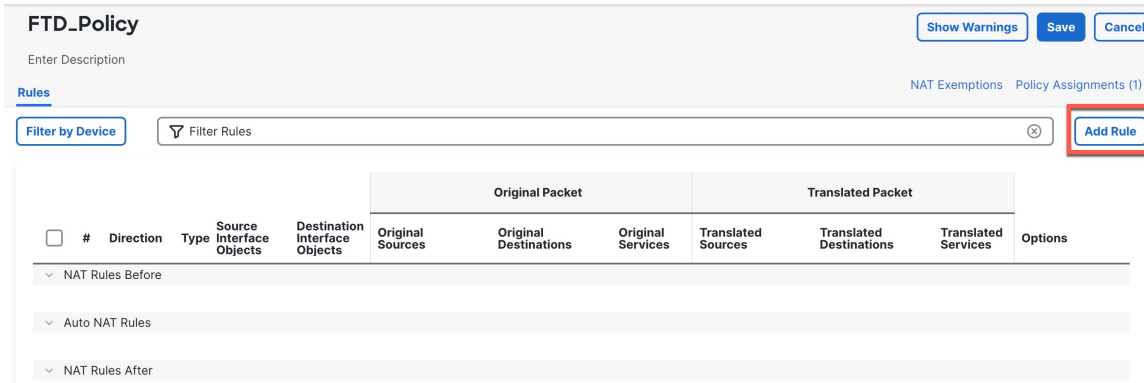 FTD_Policy
Show Warnings
Save
Cancel
Enter Description
Rules
NAT Exemptions
Policy Assignments (1)
Filter by Device
Filter Rules
Add Rule
Original Packet
Translated Packet
#
Direction
Type
Source Interface Objects
Destination Interface Objects
Original Sources
Original Destinations
Original Services
Translated Sources
Translated Destinations
Translated Services
Options
NAT Rules Before
Auto NAT Rules
NAT Rules After